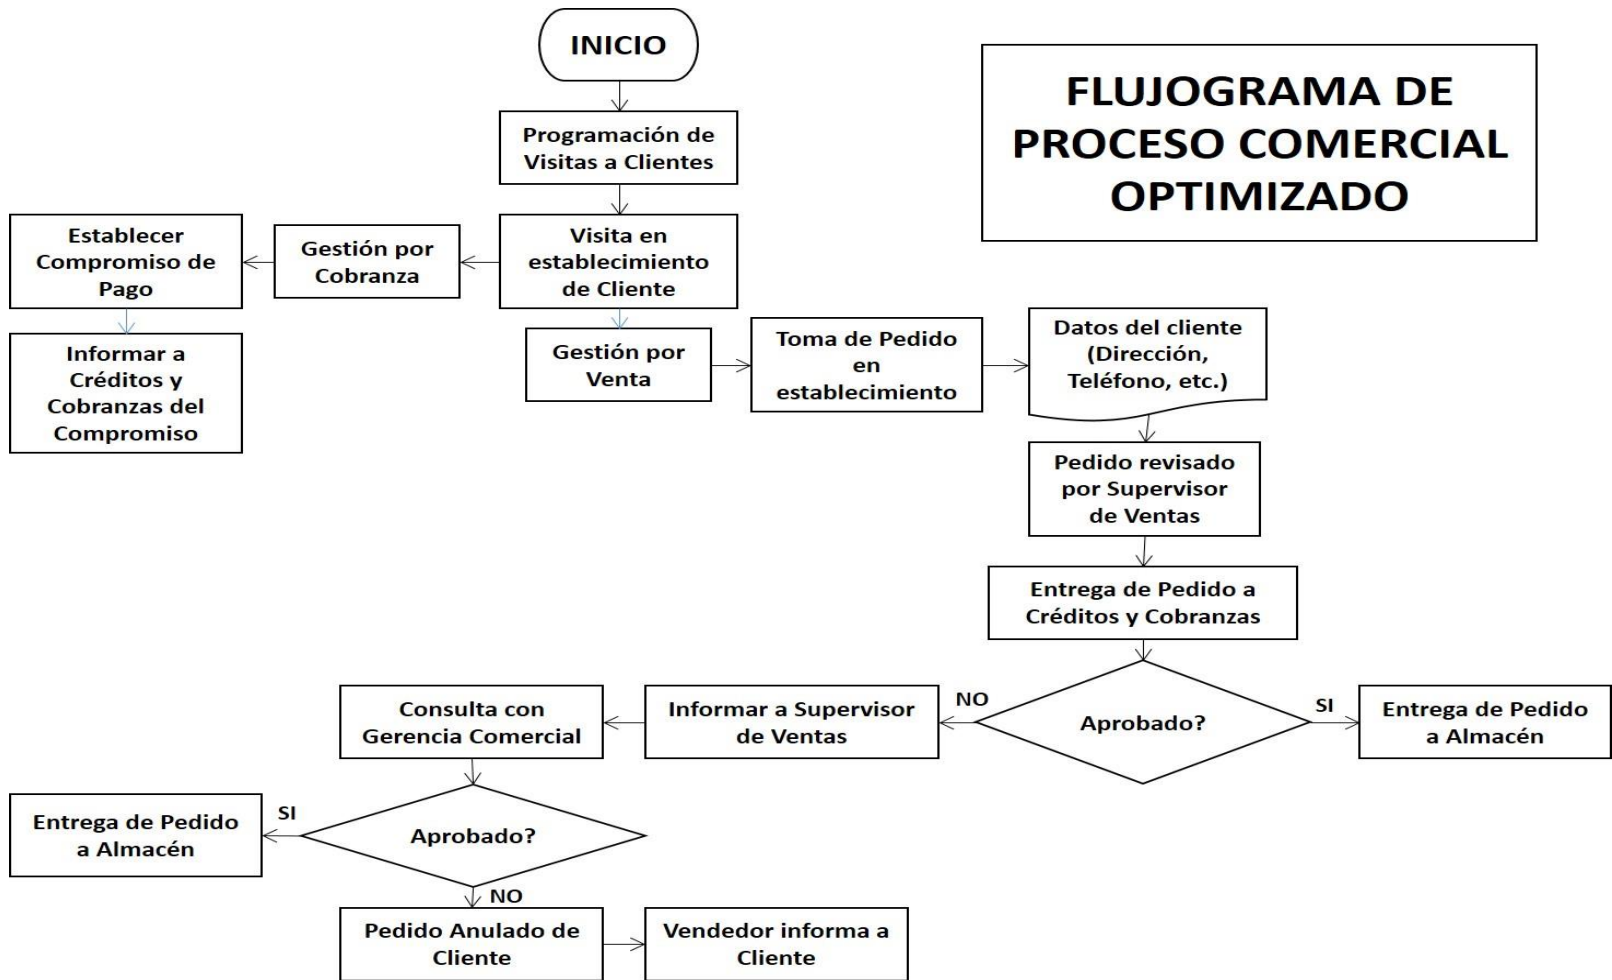 INICIO
FLUJOGRAMA DE
PROCESO COMERCIAL
OPTIMIZADO
Programación de
Visitas a Clientes
Visita en
establecimiento
de Cliente
Gestión por
Cobranza
Establecer
Compromiso de
Pago
Informar a
Créditos y
Cobranzas del
Compromiso
Gestión por
Venta
Toma de Pedido
en
establecimiento
Datos del cliente
(Dirección,
Teléfono, etc.)
Pedido revisado
por Supervisor
de Ventas
Entrega de Pedido a
Créditos y Cobranzas
Aprobado?
SI
Entrega de Pedido
a Almacén
NO
Informar a Supervisor
de Ventas
Consulta con
Gerencia Comercial
Aprobado?
SI
Entrega de Pedido
a Almacén
NO
Pedido Anulado de
Cliente
Vendedor informa a
Cliente